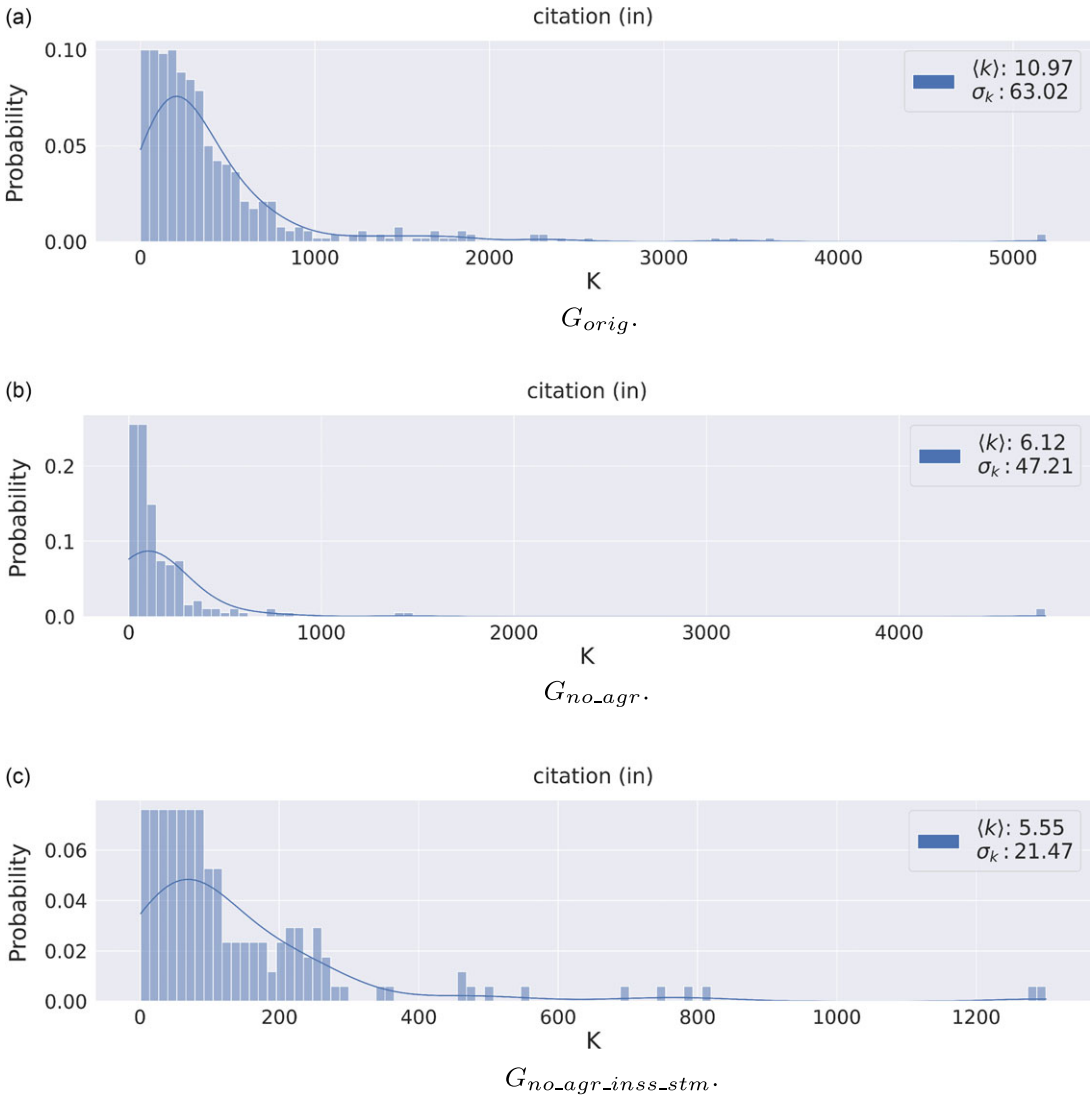 (a)
citation (in)
0.10
0.05
0.00
Probability
⟨k⟩: 10.97
σₖ: 63.02
0 1000 2000 3000 4000 5000
K
G_orig.
(b)
citation (in)
0.2
0.1
0.0
Probability
⟨k⟩: 6.12
σₖ: 47.21
0 1000 2000 3000 4000
K
G_no_agr.
(c)
citation (in)
0.06
0.04
0.02
0.00
Probability
⟨k⟩: 5.55
σₖ: 21.47
0 200 400 600 800 1000 1200
K
G_no_agr_inss_stm.